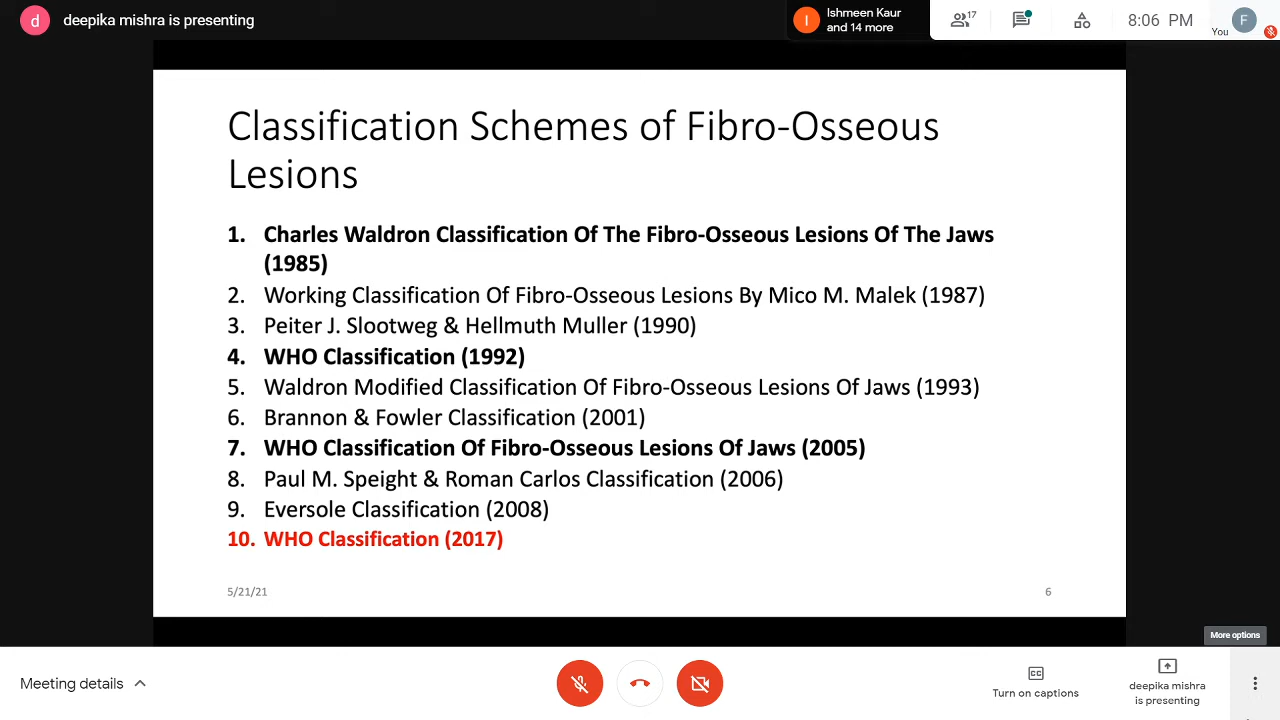 d deepika mishra is presenting
I Ishmeen Kaur
and 14 more
17
8:06 PM
You
F
Classification Schemes of Fibro-Osseous
Lesions
1. Charles Waldron Classification Of The Fibro-Osseous Lesions Of The Jaws
(1985)
2. Working Classification Of Fibro-Osseous Lesions By Mico M. Malek (1987)
3. Peiter J. Slootweg & Hellmuth Muller (1990)
4. WHO Classification (1992)
5. Waldron Modified Classification Of Fibro-Osseous Lesions Of Jaws (1993)
6. Brannon & Fowler Classification (2001)
7. WHO Classification Of Fibro-Osseous Lesions Of Jaws (2005)
8. Paul M. Speight & Roman Carlos Classification (2006)
9. Eversole Classification (2008)
10. WHO Classification (2017)
5/21/21 6
More options
Meeting details
CC
Turn on captions
deepika mishra
is presenting